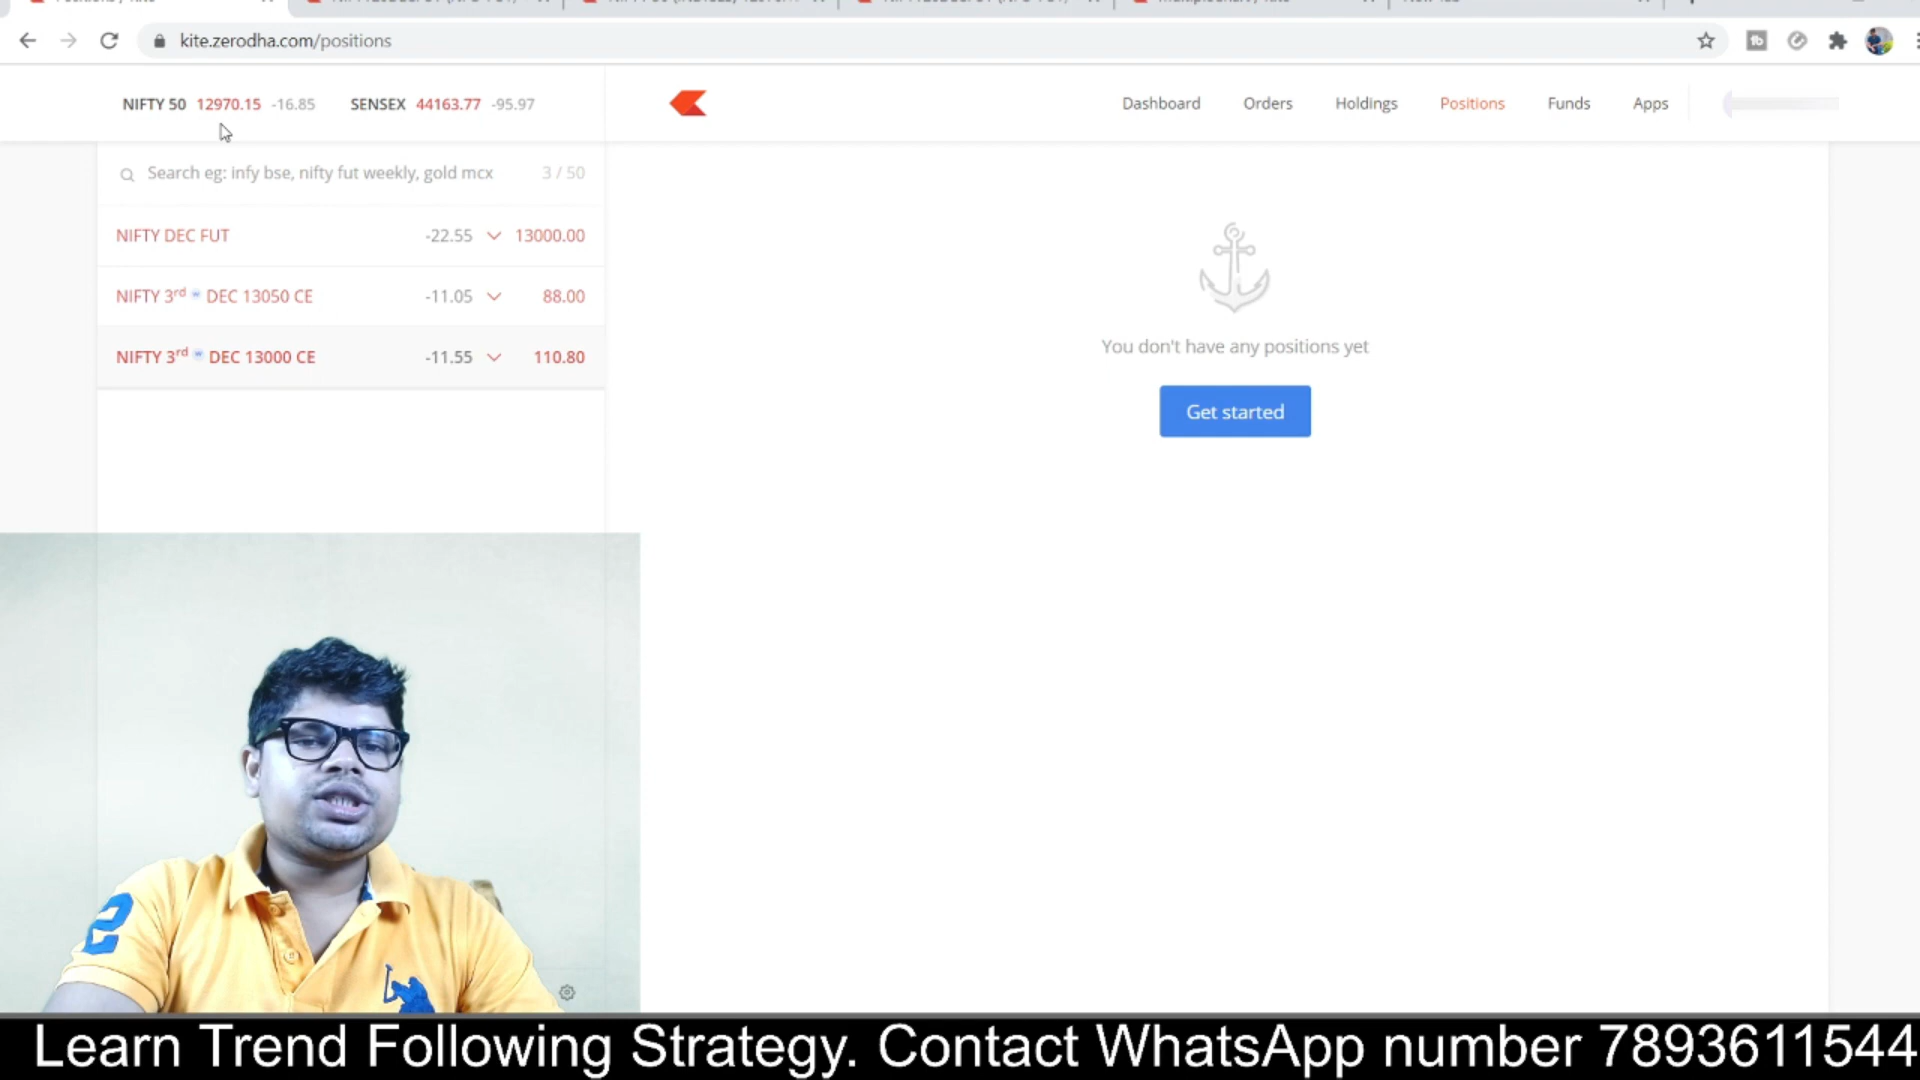 kite.zerodha.com/positions
NIFTY 50 12970.15 -16.85 SENSEX 44163.77 -95.97
Dashboard Orders Holdings Positions Funds Apps
Search eg: infy bse, nifty fut weekly, gold mcx 3 / 50
NIFTY DEC FUT -22.55 13000.00
NIFTY 3rd w DEC 13050 CE -11.05 88.00
NIFTY 3rd w DEC 13000 CE -11.55 110.80
You don't have any positions yet
Get started
2
Learn Trend Following Strategy. Contact WhatsApp number 7893611544